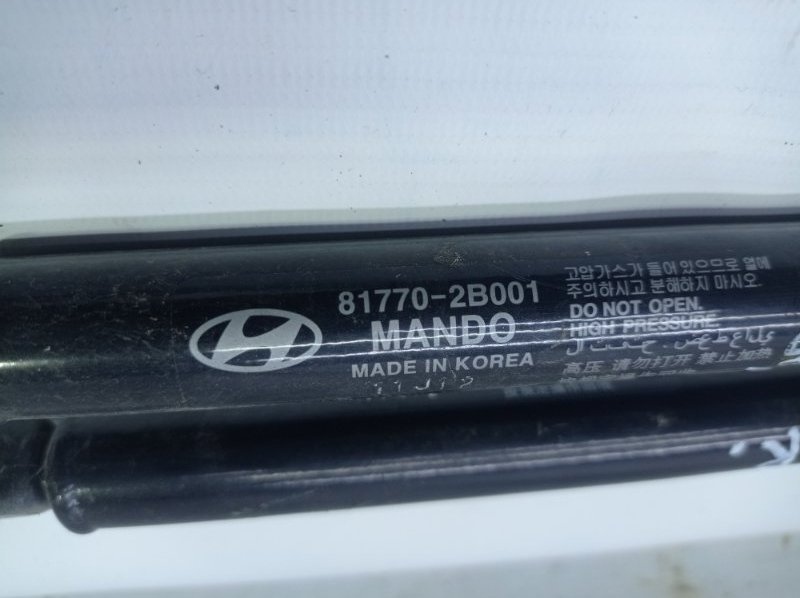 81770-2B001
MANDO
MADE IN KOREA
11J12
고압가스가 들어 있으므로 열에
주의하시고 분해하지 마시오.
DO NOT OPEN.
HIGH PRESSURE.
高压 请勿打开 禁止加热